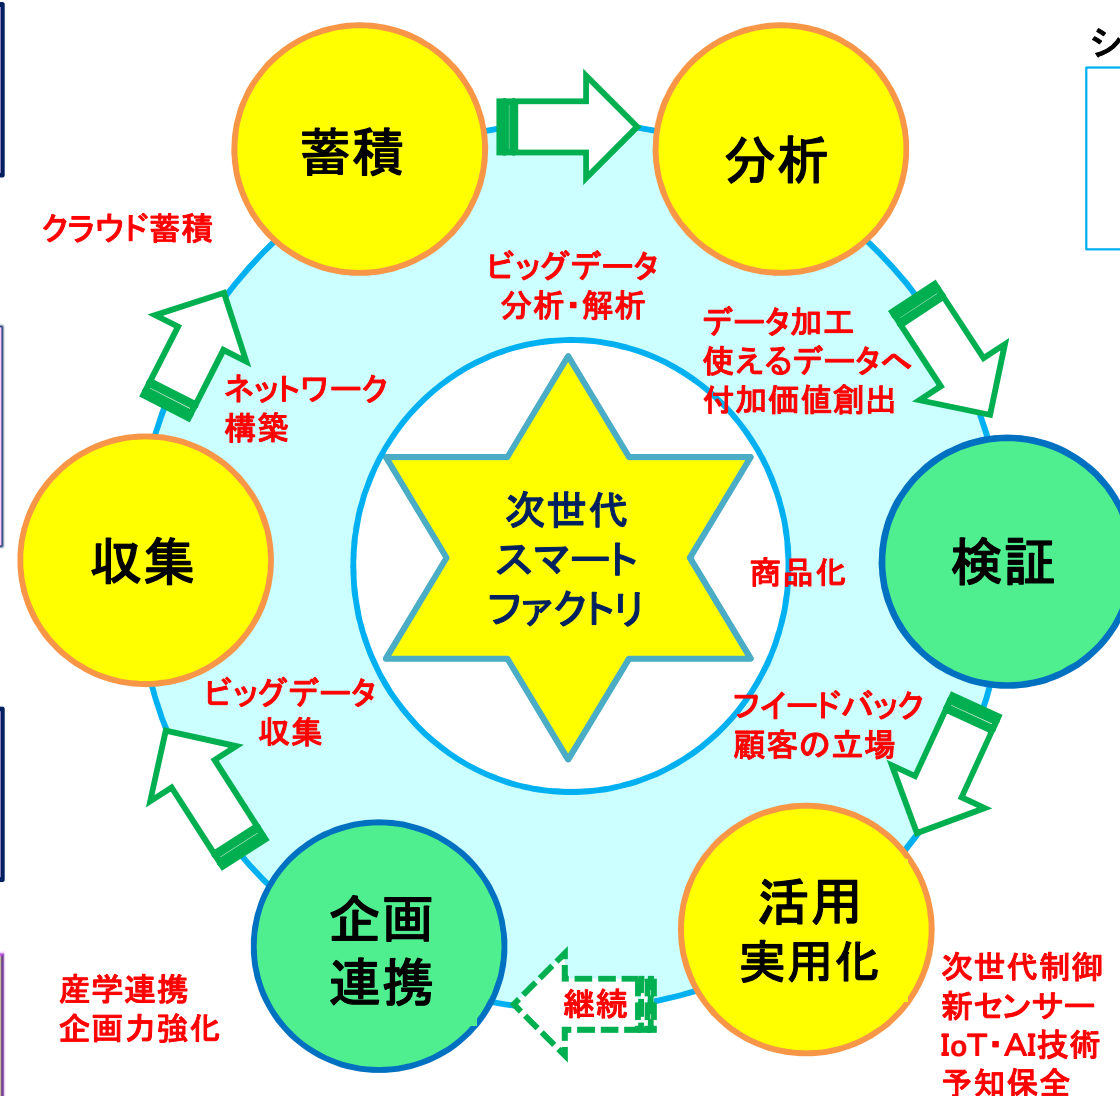 シ
蓄積
分析
クラウド蓄積
ビッグデータ
分析・解析
データ加工
使えるデータへ
付加価値創出
ネットワーク
構築
次世代
スマート
ファクトリ
収集
商品化
検証
ビッグデータ
収集
フイードバック
顧客の立場
企画
連携
活用
実用化
継続
産学連携
企画力強化
次世代制御
新センサー
IoT・AI技術
予知保全